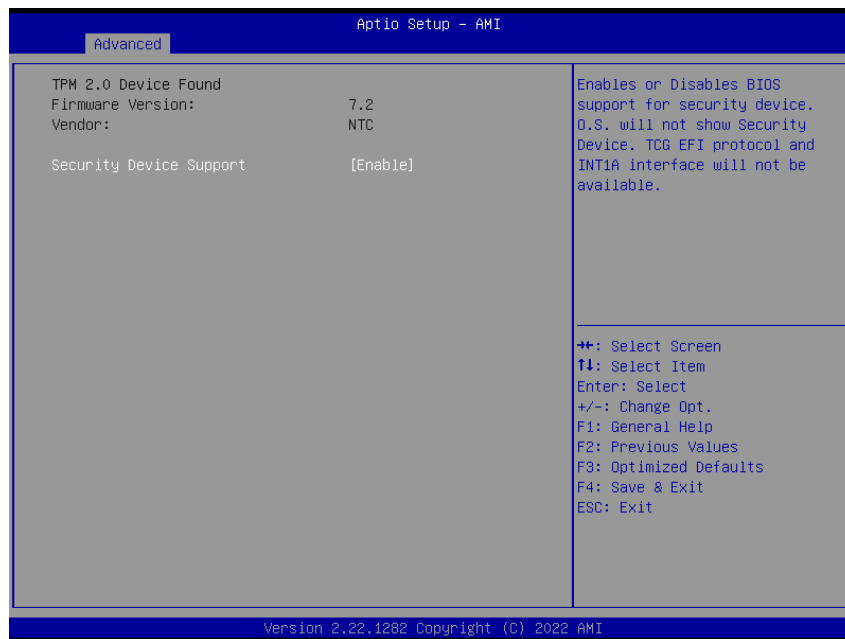 Aptio Setup – AMI
Advanced
TPM 2.0 Device Found
Firmware Version: 7.2
Vendor: NTC
Security Device Support [Enable]
Enables or Disables BIOS
support for security device.
O.S. will not show Security
Device. TCG EFI protocol and
INT1A interface will not be
available.
→←: Select Screen
↑↓: Select Item
Enter: Select
+/-: Change Opt.
F1: General Help
F2: Previous Values
F3: Optimized Defaults
F4: Save & Exit
ESC: Exit
Version 2.22.1282 Copyright (C) 2022 AMI